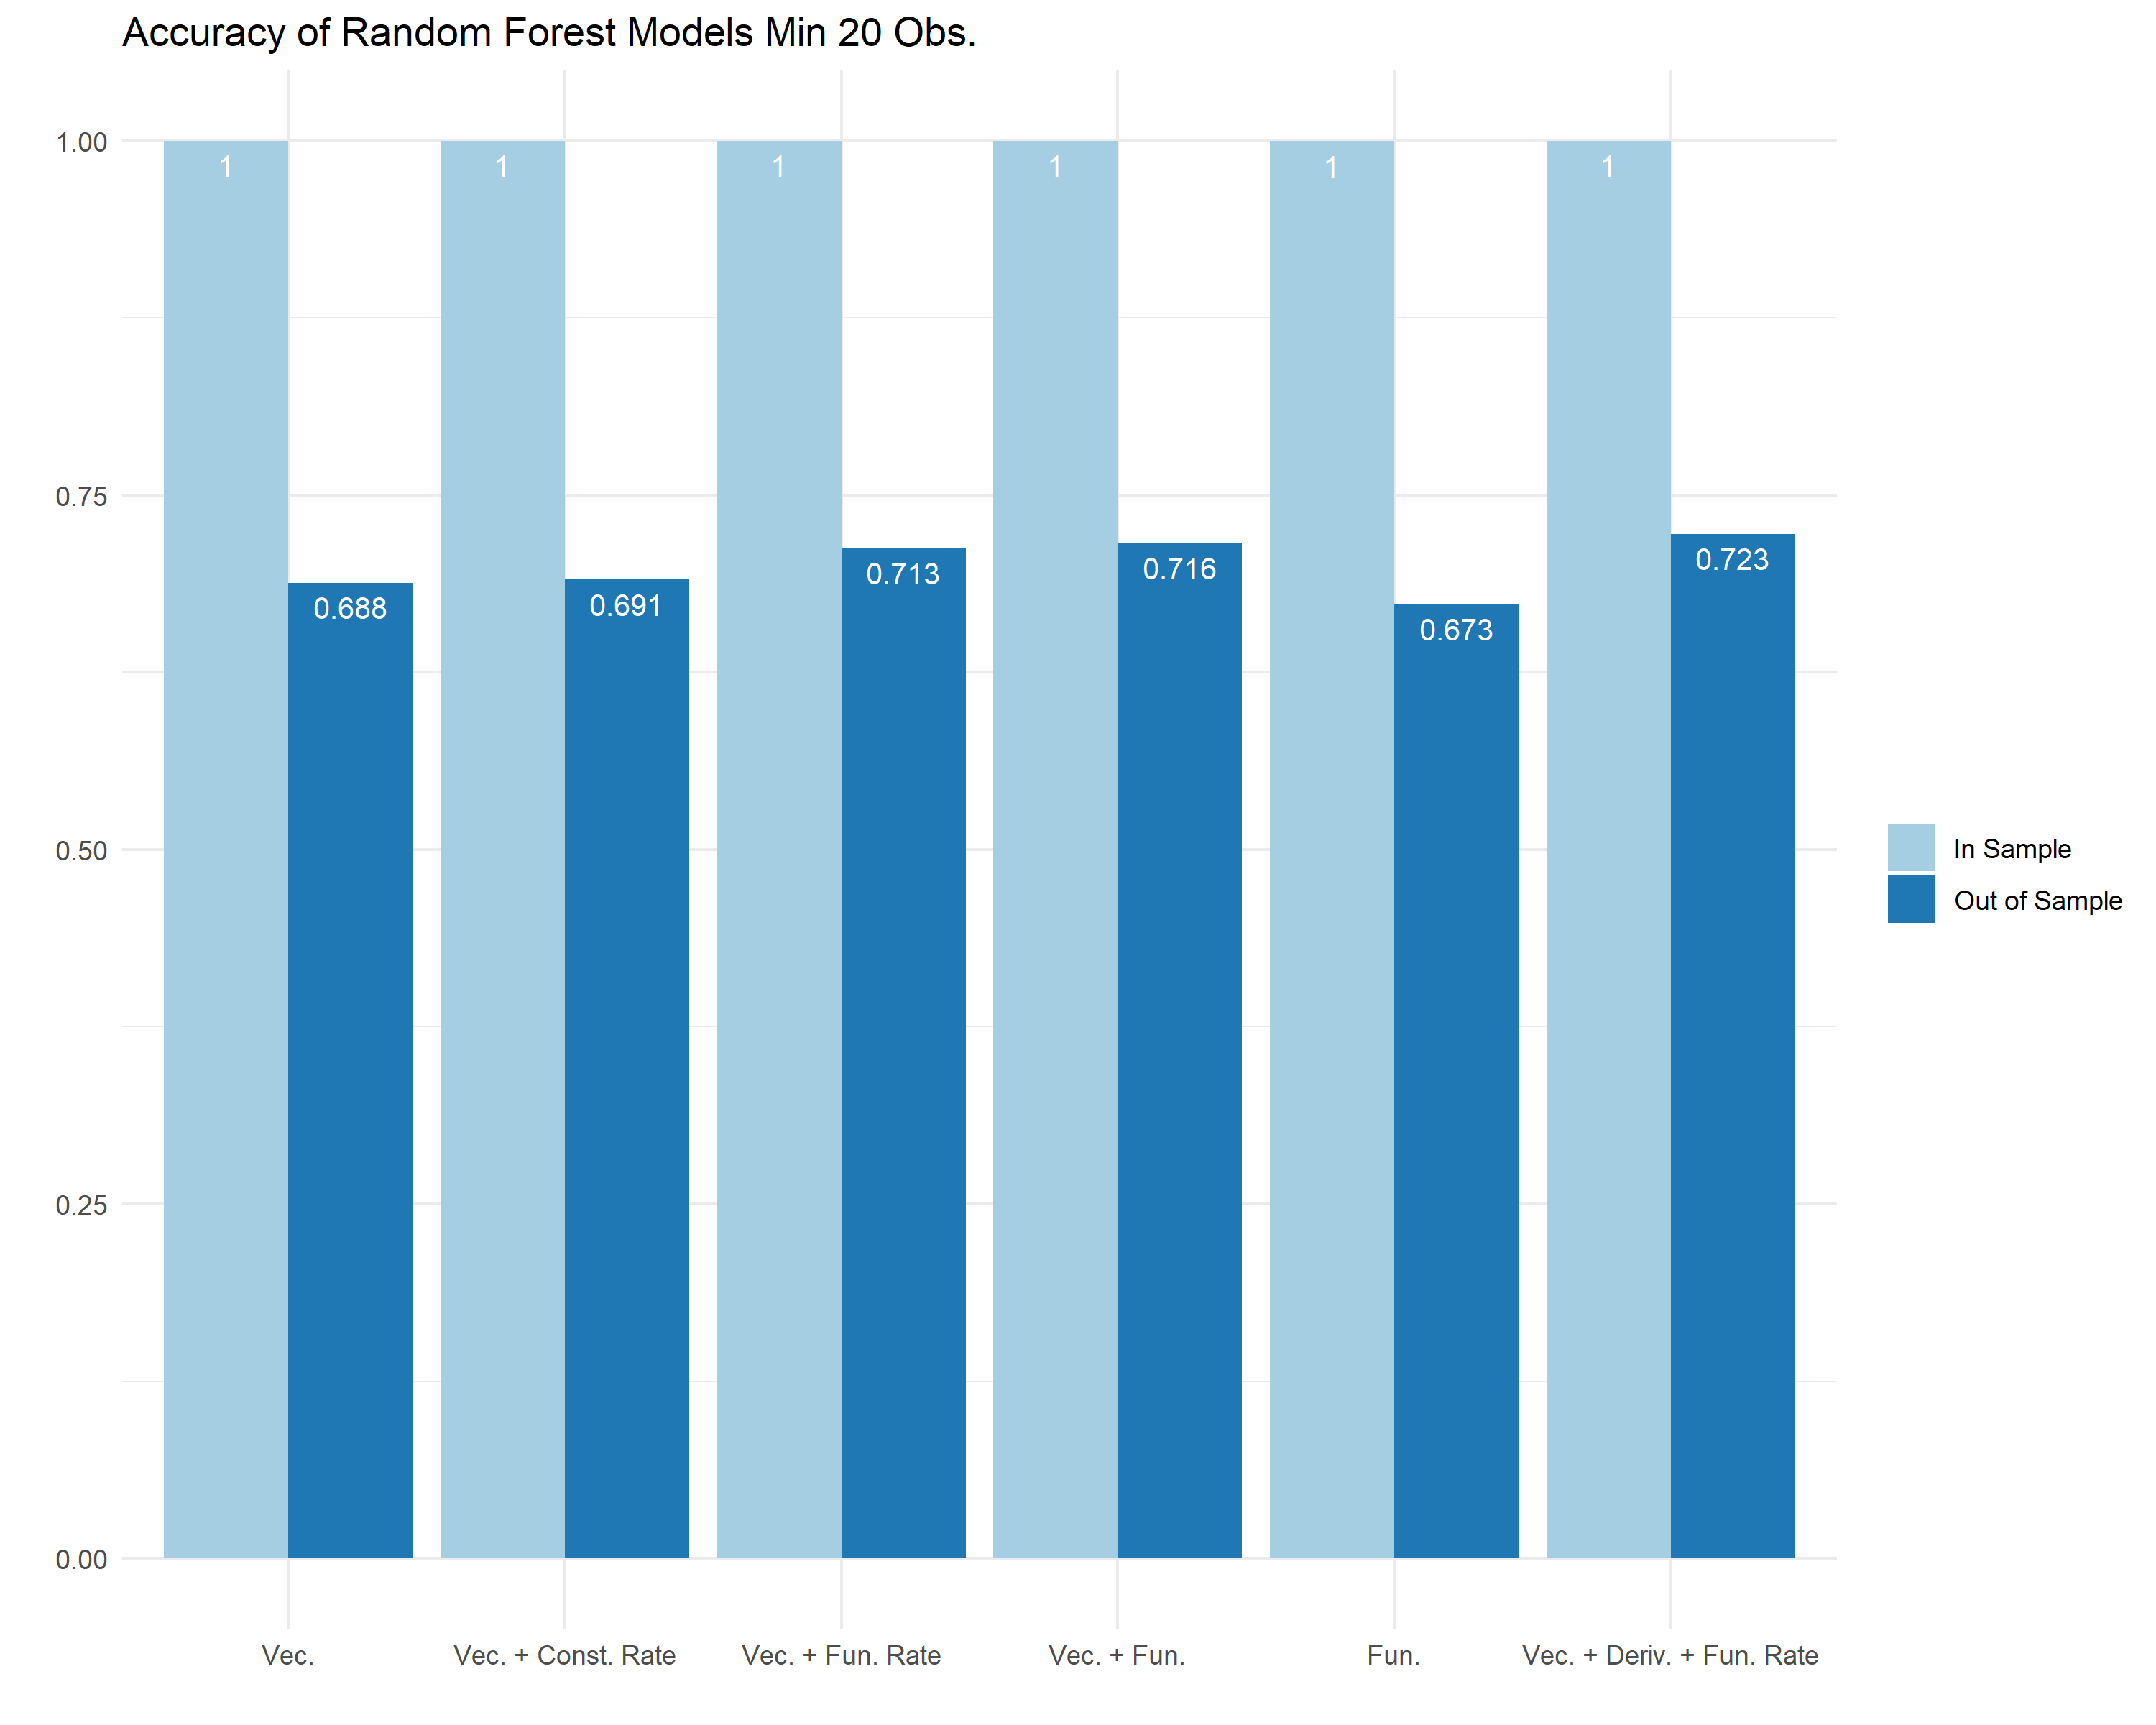 Accuracy of Random Forest Models Min 20 Obs.
1.00
0.75
0.50
0.25
0.00
1
0.688
1
0.691
1
0.713
1
0.716
1
0.673
1
0.723
Vec.
Vec. + Const. Rate
Vec. + Fun. Rate
Vec. + Fun.
Fun.
Vec. + Deriv. + Fun. Rate
In Sample
Out of Sample